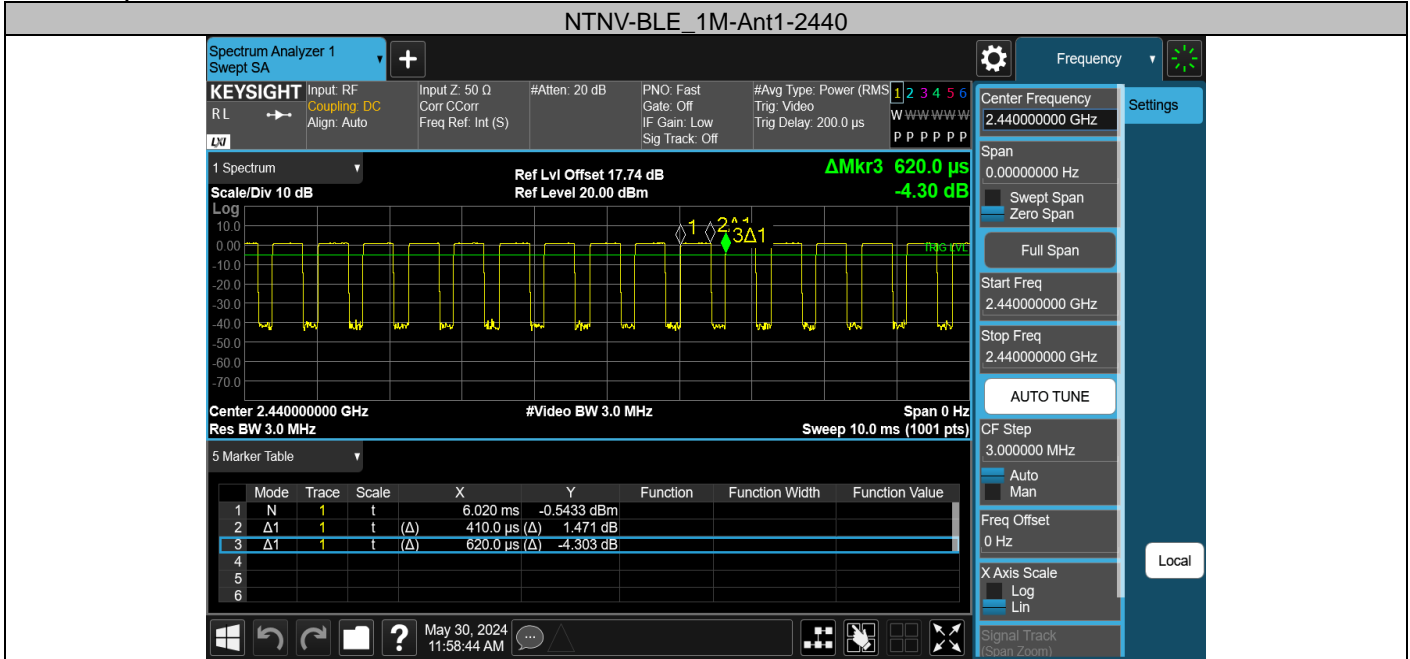 NTNV-BLE_1M-Ant1-2440
Spectrum Analyzer 1
Swept SA
+
Frequency
KEYSIGHT
RL
LXI
Input: RF
Coupling: DC
Align: Auto
Input Z: 50 Ω
Corr CCorr
Freq Ref: Int (S)
#Atten: 20 dB
PNO: Fast
Gate: Off
IF Gain: Low
Sig Track: Off
#Avg Type: Power (RMS
Trig: Video
Trig Delay: 200.0 µs
1 2 3 4 5 6
W W W W W W
P P P P P P
1 Spectrum
Scale/Div 10 dB
Ref Lvl Offset 17.74 dB
Ref Level 20.00 dBm
ΔMkr3 620.0 µs
-4.30 dB
Log
10.0
0.00
-10.0
-20.0
-30.0
-40.0
-50.0
-60.0
-70.0
1
2Δ1
3Δ1
TRIG LVL
Center 2.440000000 GHz
#Video BW 3.0 MHz
Span 0 Hz
Res BW 3.0 MHz
Sweep 10.0 ms (1001 pts)
5 Marker Table
Mode Trace Scale X Y Function Function Width Function Value
1 N 1 t 6.020 ms -0.5433 dBm
2 Δ1 1 t (Δ) 410.0 µs (Δ) 1.471 dB
3 Δ1 1 t (Δ) 620.0 µs (Δ) -4.303 dB
4
5
6
Center Frequency
2.440000000 GHz
Span
0.00000000 Hz
Swept Span
Zero Span
Full Span
Start Freq
2.440000000 GHz
Stop Freq
2.440000000 GHz
AUTO TUNE
CF Step
3.000000 MHz
Auto
Man
Freq Offset
0 Hz
X Axis Scale
Log
Lin
Signal Track
(Span Zoom)
Settings
Local
?
May 30, 2024
11:58:44 AM